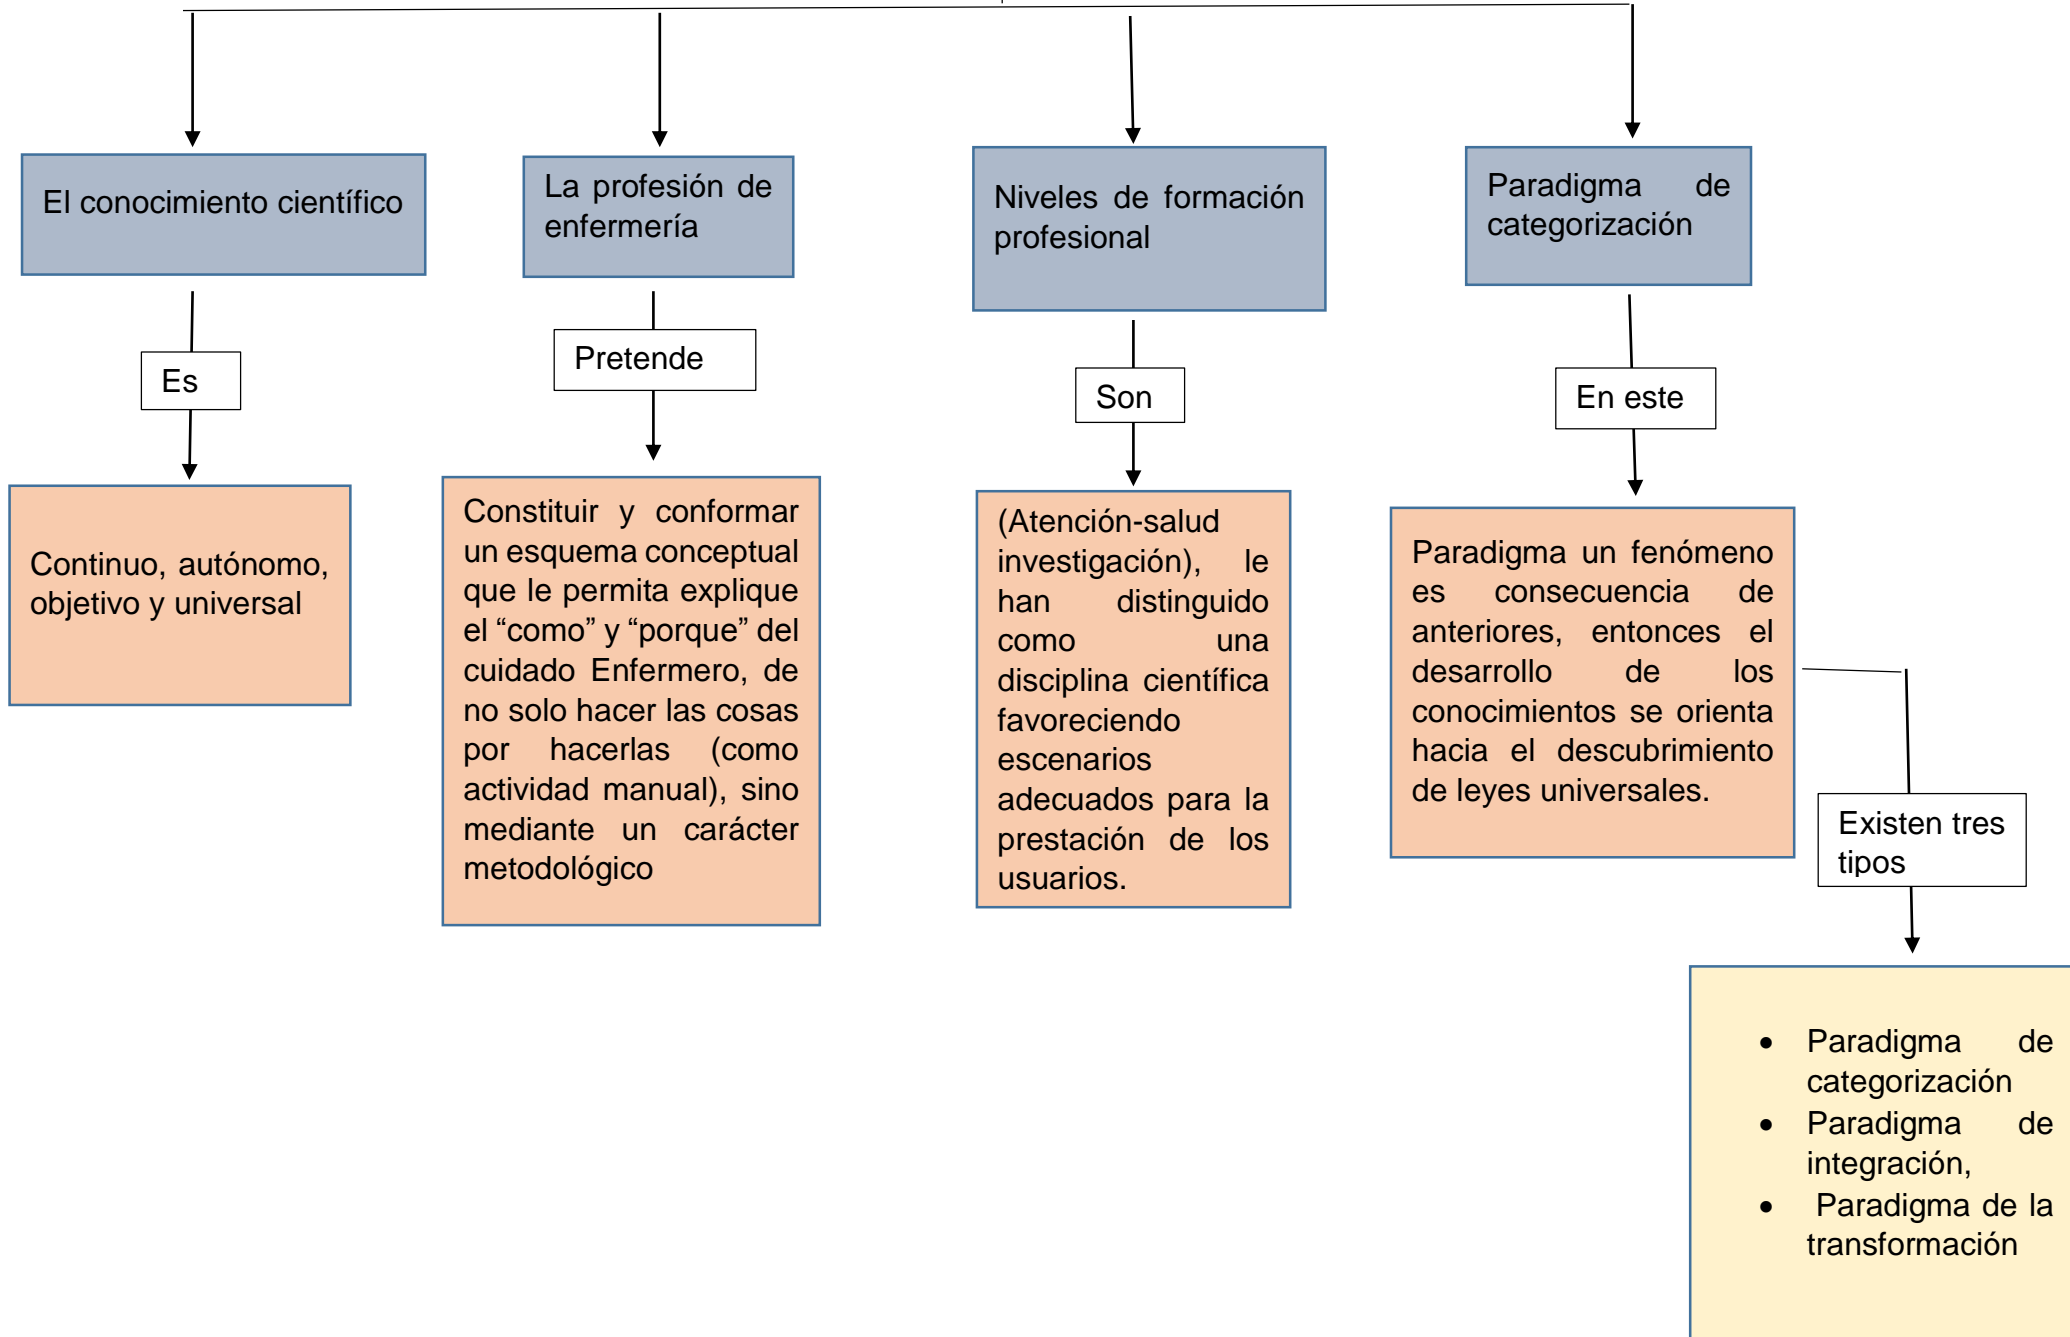 El conocimiento científico
Es
Continuo, autónomo,
objetivo y universal
La profesión de
enfermería
Pretende
Constituir y conformar
un esquema conceptual
que le permita explique
el “como” y “porque” del
cuidado Enfermero, de
no solo hacer las cosas
por hacerlas (como
actividad manual), sino
mediante un carácter
metodológico
Niveles de formación
profesional
Son
(Atención-salud
investigación), le
han distinguido
como una
disciplina científica
favoreciendo
escenarios
adecuados para la
prestación de los
usuarios.
Paradigma de
categorización
En este
Paradigma un fenómeno
es consecuencia de
anteriores, entonces el
desarrollo de los
conocimientos se orienta
hacia el descubrimiento
de leyes universales.
Existen tres
tipos
• Paradigma de
categorización
• Paradigma de
integración,
• Paradigma de la
transformación